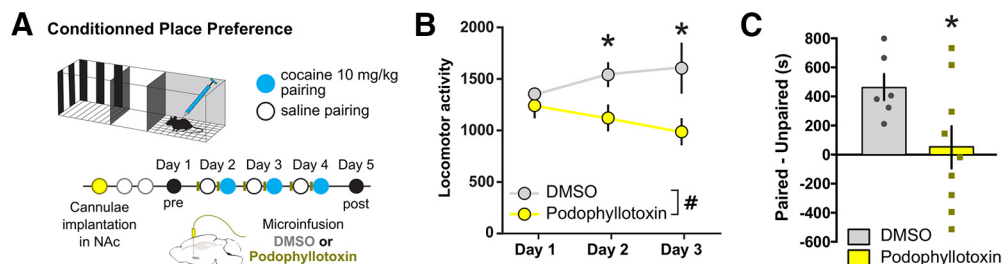 A
Conditionned Place Preference
cocaine 10 mg/kg
pairing
saline pairing
Day 1
Day 2
Day 3
Day 4
Day 5
pre
post
Cannulae
implantation
in NAc
Microinfusion
DMSO or
Podophyllotoxin
B
Locomotor activity
2000
1500
1000
500
0
*
*
DMSO
Podophyllotoxin
#
Day 1
Day 2
Day 3
C
Paired - Unpaired (s)
800
600
400
200
0
-200
-400
-600
*
DMSO
Podophyllotoxin